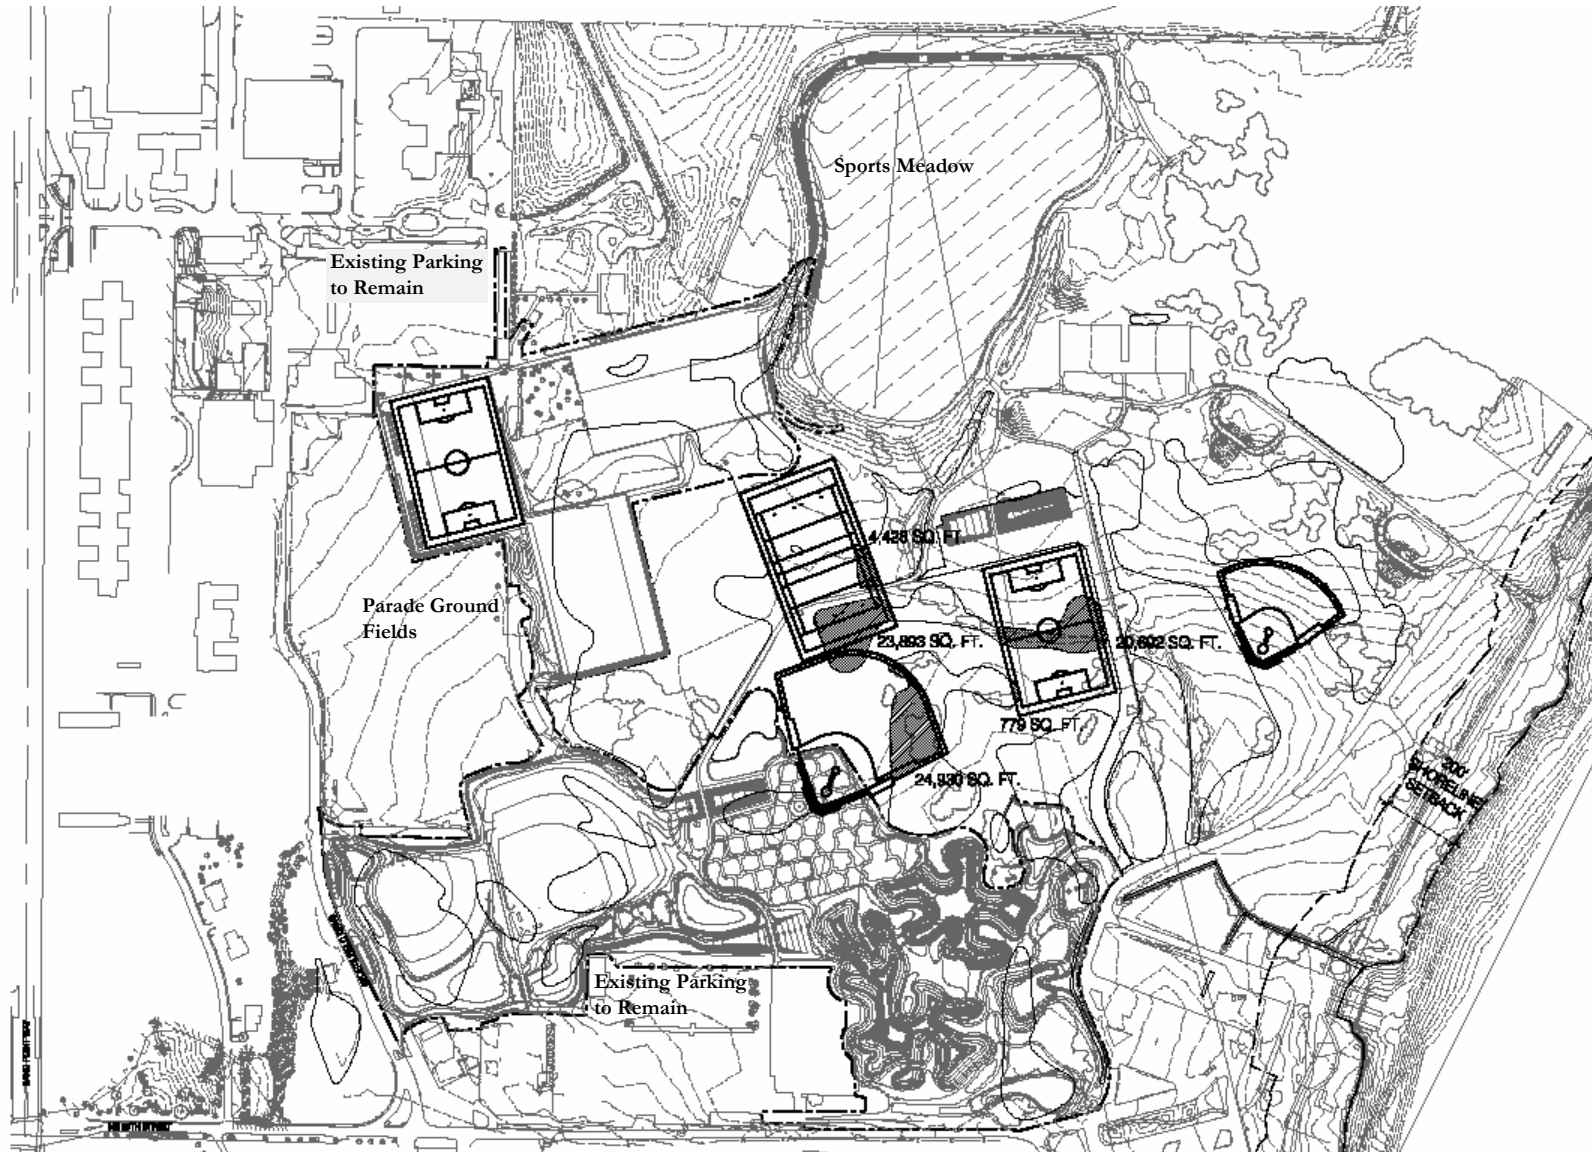 Sports Meadow
Existing Parking
to Remain
4,428 SQ. FT.
Parade Ground
Fields
23,893 SQ. FT.
20,602 SQ. FT.
779 SQ. FT.
24,930 SQ. FT.
200'
SHORELINE
SETBACK
Existing Parking
to Remain